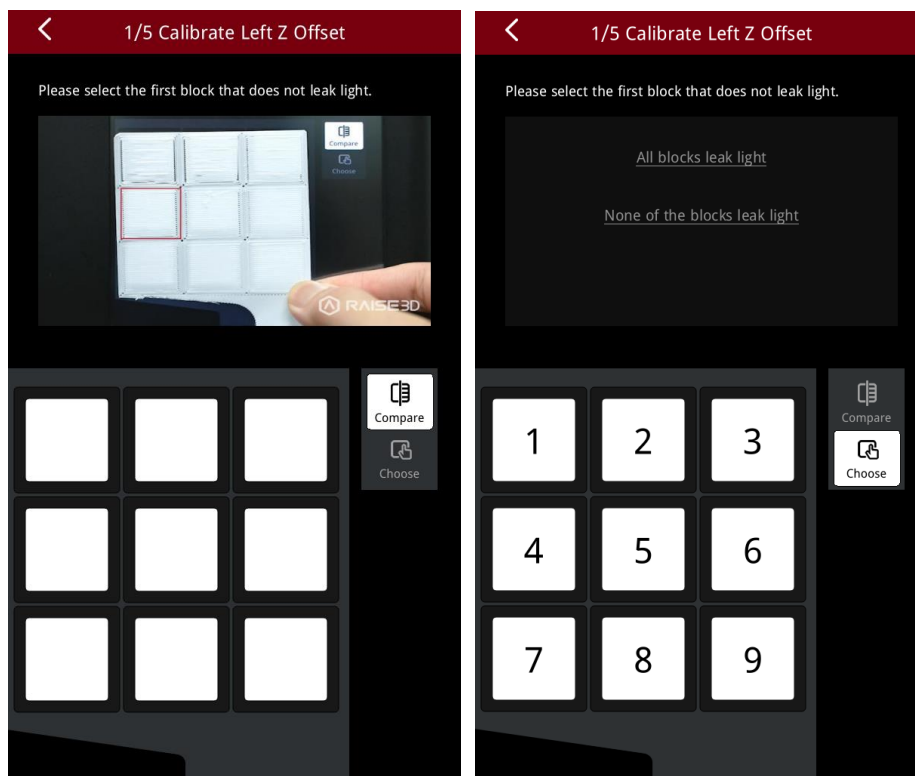 1/5 Calibrate Left Z Offset
Please select the first block that does not leak light.
Compare
Choose
RAISE3D
Compare
Choose
1/5 Calibrate Left Z Offset
Please select the first block that does not leak light.
All blocks leak light
None of the blocks leak light
1 2 3
Compare
Choose
4 5 6
7 8 9